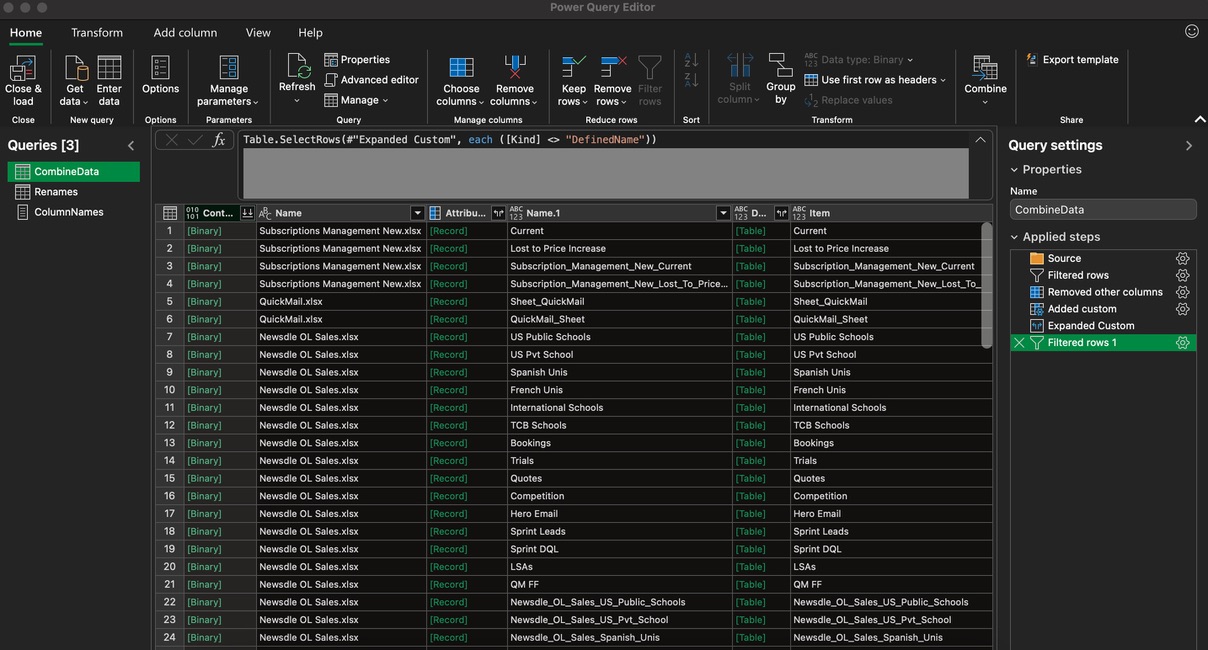 Power Query Editor
Home Transform Add column View Help
Close & load
Get data
Enter data
Options
Manage parameters
Refresh
Properties
Advanced editor
Manage
Choose columns
Remove columns
Keep rows
Remove rows
Filter rows
Split column
Group by
Data type: Binary
Use first row as headers
Replace values
Combine
Export template
Close New query Options Parameters Query Manage columns Reduce rows Sort Transform Share
Queries [3]
CombineData
Renames
ColumnNames
fx
Table.SelectRows(#"Expanded Custom", each ([Kind] <> "DefinedName"))
Cont... Name Attribu... Name.1 D... Item
1 [Binary] Subscriptions Management New.xlsx [Record] Current [Table] Current
2 [Binary] Subscriptions Management New.xlsx [Record] Lost to Price Increase [Table] Lost to Price Increase
3 [Binary] Subscriptions Management New.xlsx [Record] Subscription_Management_New_Current [Table] Subscription_Management_New_Current
4 [Binary] Subscriptions Management New.xlsx [Record] Subscription_Management_New_Lost_To_Price... [Table] Subscription_Management_New_Lost_To_
5 [Binary] QuickMail.xlsx [Record] Sheet_QuickMail [Table] Sheet_QuickMail
6 [Binary] QuickMail.xlsx [Record] QuickMail_Sheet [Table] QuickMail_Sheet
7 [Binary] Newsdle OL Sales.xlsx [Record] US Public Schools [Table] US Public Schools
8 [Binary] Newsdle OL Sales.xlsx [Record] US Pvt School [Table] US Pvt School
9 [Binary] Newsdle OL Sales.xlsx [Record] Spanish Unis [Table] Spanish Unis
10 [Binary] Newsdle OL Sales.xlsx [Record] French Unis [Table] French Unis
11 [Binary] Newsdle OL Sales.xlsx [Record] International Schools [Table] International Schools
12 [Binary] Newsdle OL Sales.xlsx [Record] TCB Schools [Table] TCB Schools
13 [Binary] Newsdle OL Sales.xlsx [Record] Bookings [Table] Bookings
14 [Binary] Newsdle OL Sales.xlsx [Record] Trials [Table] Trials
15 [Binary] Newsdle OL Sales.xlsx [Record] Quotes [Table] Quotes
16 [Binary] Newsdle OL Sales.xlsx [Record] Competition [Table] Competition
17 [Binary] Newsdle OL Sales.xlsx [Record] Hero Email [Table] Hero Email
18 [Binary] Newsdle OL Sales.xlsx [Record] Sprint Leads [Table] Sprint Leads
19 [Binary] Newsdle OL Sales.xlsx [Record] Sprint DQL [Table] Sprint DQL
20 [Binary] Newsdle OL Sales.xlsx [Record] LSAs [Table] LSAs
21 [Binary] Newsdle OL Sales.xlsx [Record] QM FF [Table] QM FF
22 [Binary] Newsdle OL Sales.xlsx [Record] Newsdle_OL_Sales_US_Public_Schools [Table] Newsdle_OL_Sales_US_Public_Schools
23 [Binary] Newsdle OL Sales.xlsx [Record] Newsdle_OL_Sales_US_Pvt_School [Table] Newsdle_OL_Sales_US_Pvt_School
24 [Binary] Newsdle OL Sales.xlsx [Record] Newsdle_OL_Sales_Spanish_Unis [Table] Newsdle_OL_Sales_Spanish_Unis
Query settings
Properties
Name
CombineData
Applied steps
Source
Filtered rows
Removed other columns
Added custom
Expanded Custom
Filtered rows 1